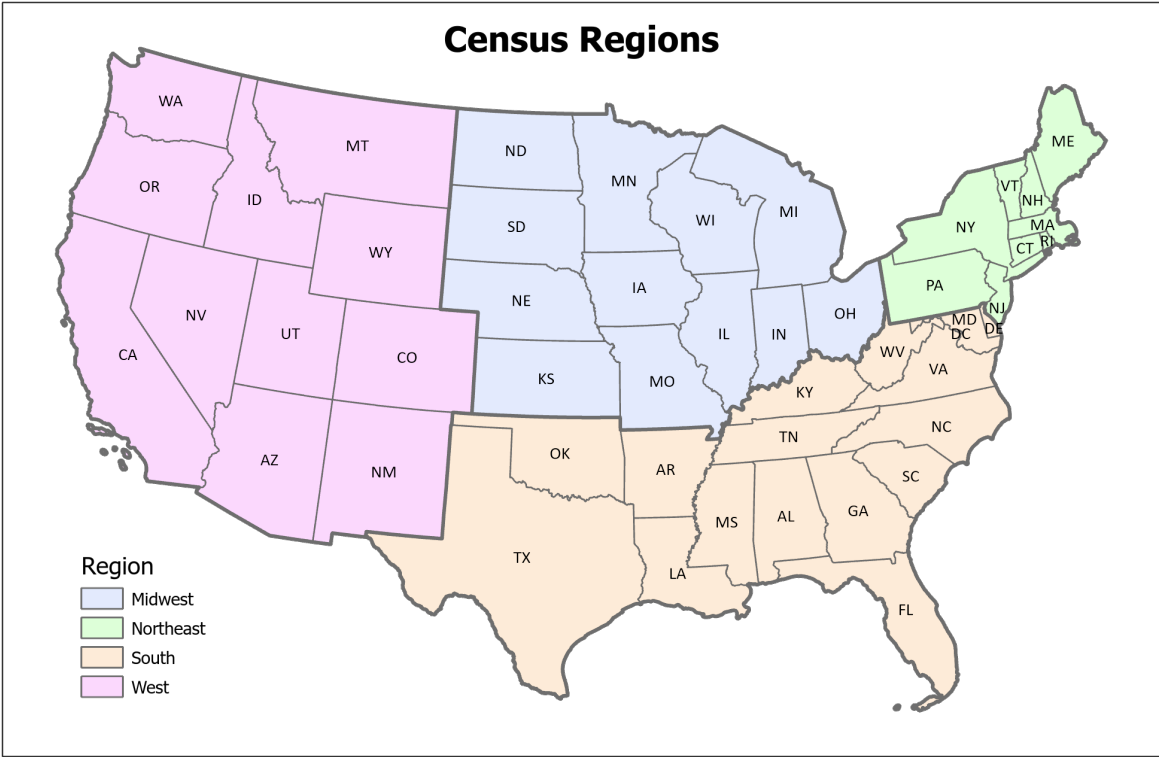 Census Regions
WA
MT
ND
MN
ME
OR
ID
SD
WI
MI
VT
NH
NY
MA
CT
RI
WY
NE
IA
PA
NV
UT
CO
IL
IN
OH
NJ
MD
DE
DC
CA
KS
MO
WV
VA
KY
AZ
NM
OK
AR
TN
NC
SC
TX
LA
MS
AL
GA
FL
Region
Midwest
Northeast
South
West